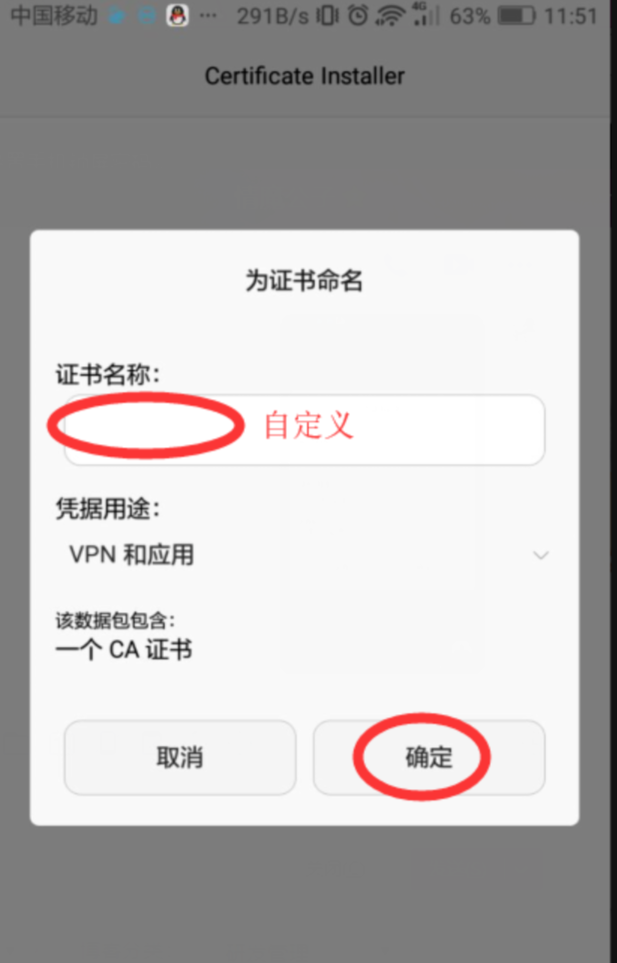 中国移动 ··· 291B/s 4G 63% 11:51
Certificate Installer
为证书命名
证书名称：
自定义
凭据用途：
VPN 和应用
该数据包包含：
一个 CA 证书
取消 确定